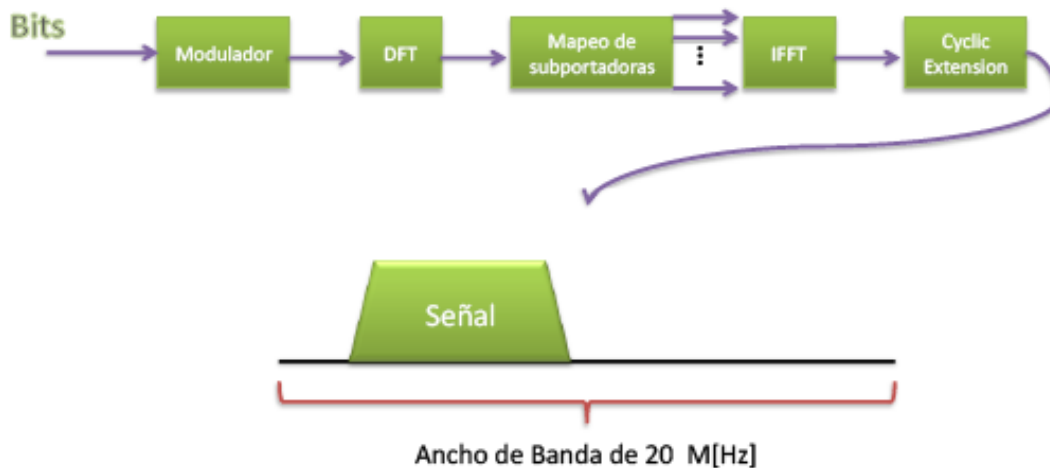 Bits
Modulador
DFT
Mapeo de
subportadoras
IFFT
Cyclic
Extension
Señal
Ancho de Banda de 20 M[Hz]